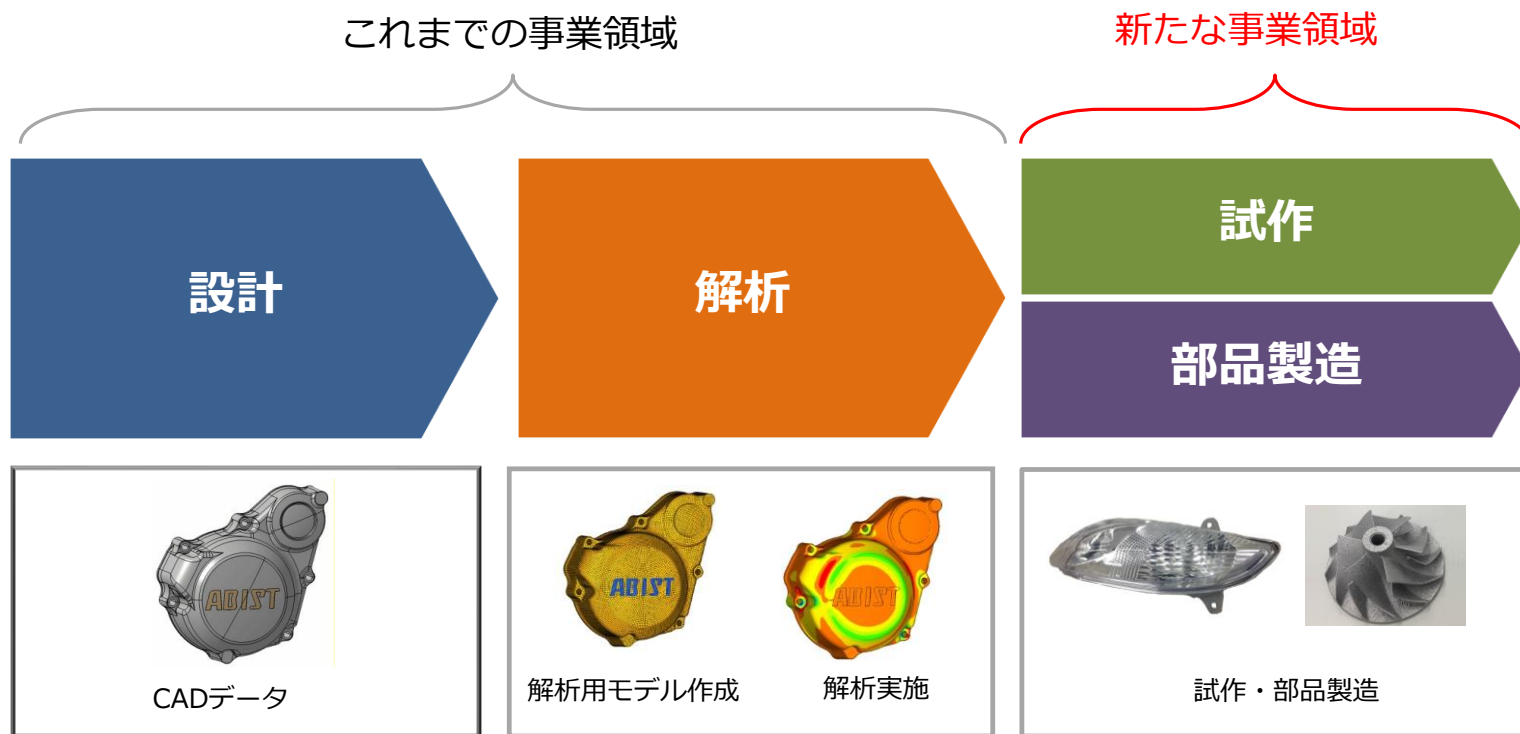 これまでの事業領域
新たな事業領域
設計
解析
試作
部品製造
ABIST
ABIST
ABIST
CADデータ
解析用モデル作成
解析実施
試作・部品製造